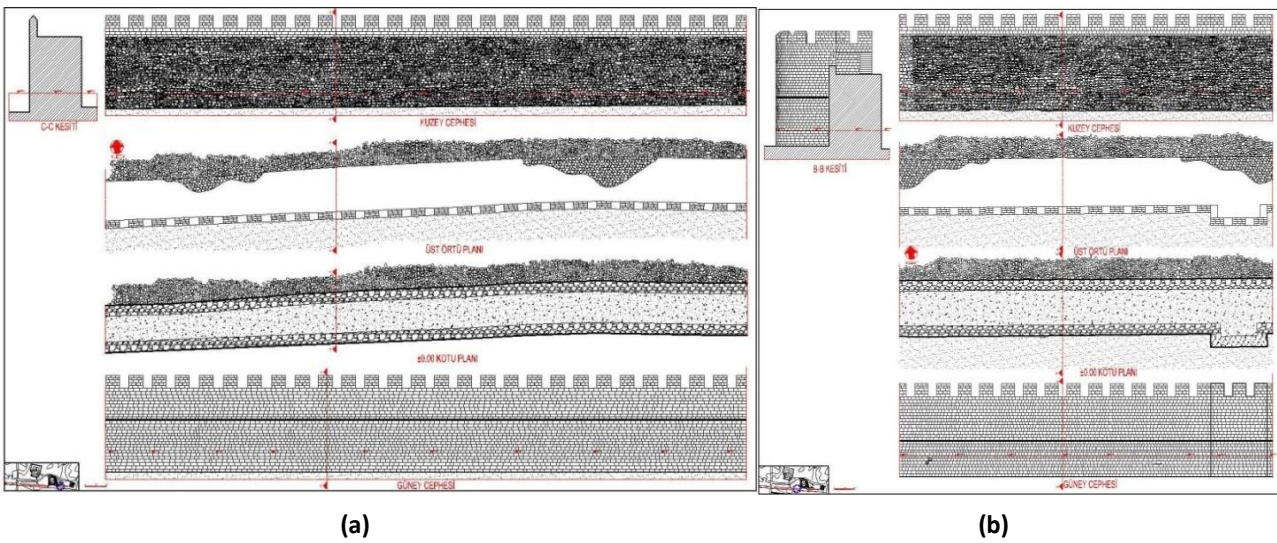 KUZEY CEPHESİ
C-C KESİTİ
ÜST ÖRTÜ PLANI
±0.00 KOTU PLANI
GÜNEY CEPHESİ
(a)
KUZEY CEPHESİ
B-B KESİTİ
ÜST ÖRTÜ PLANI
±0.00 KOTU PLANI
GÜNEY CEPHESİ
(b)